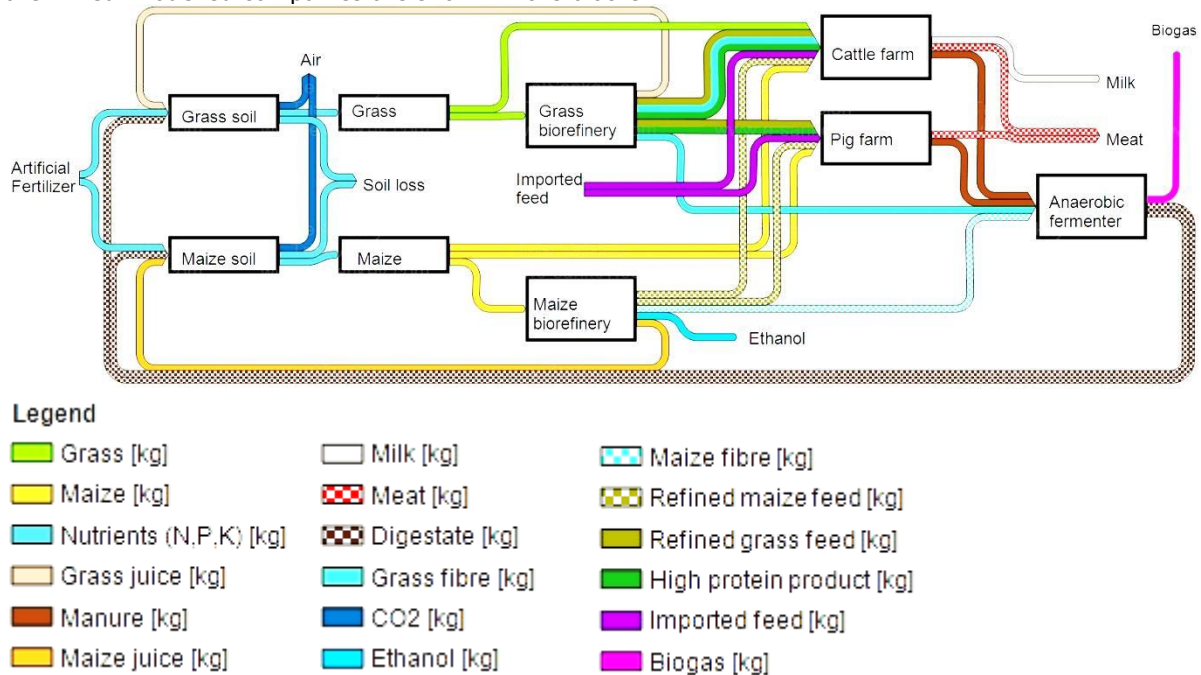 Biogas
Air
Cattle farm
Milk
Grass soil
Grass
Grass
biorefinery
Pig farm
Meat
Artificial
Fertilizer
Soil loss
Imported
feed
Anaerobic
fermenter
Maize soil
Maize
Maize
biorefinery
Ethanol
Legend
Grass [kg]
Maize [kg]
Nutrients (N,P,K) [kg]
Grass juice [kg]
Manure [kg]
Maize juice [kg]
Milk [kg]
Meat [kg]
Digestate [kg]
Grass fibre [kg]
CO2 [kg]
Ethanol [kg]
Maize fibre [kg]
Refined maize feed [kg]
Refined grass feed [kg]
High protein product [kg]
Imported feed [kg]
Biogas [kg]